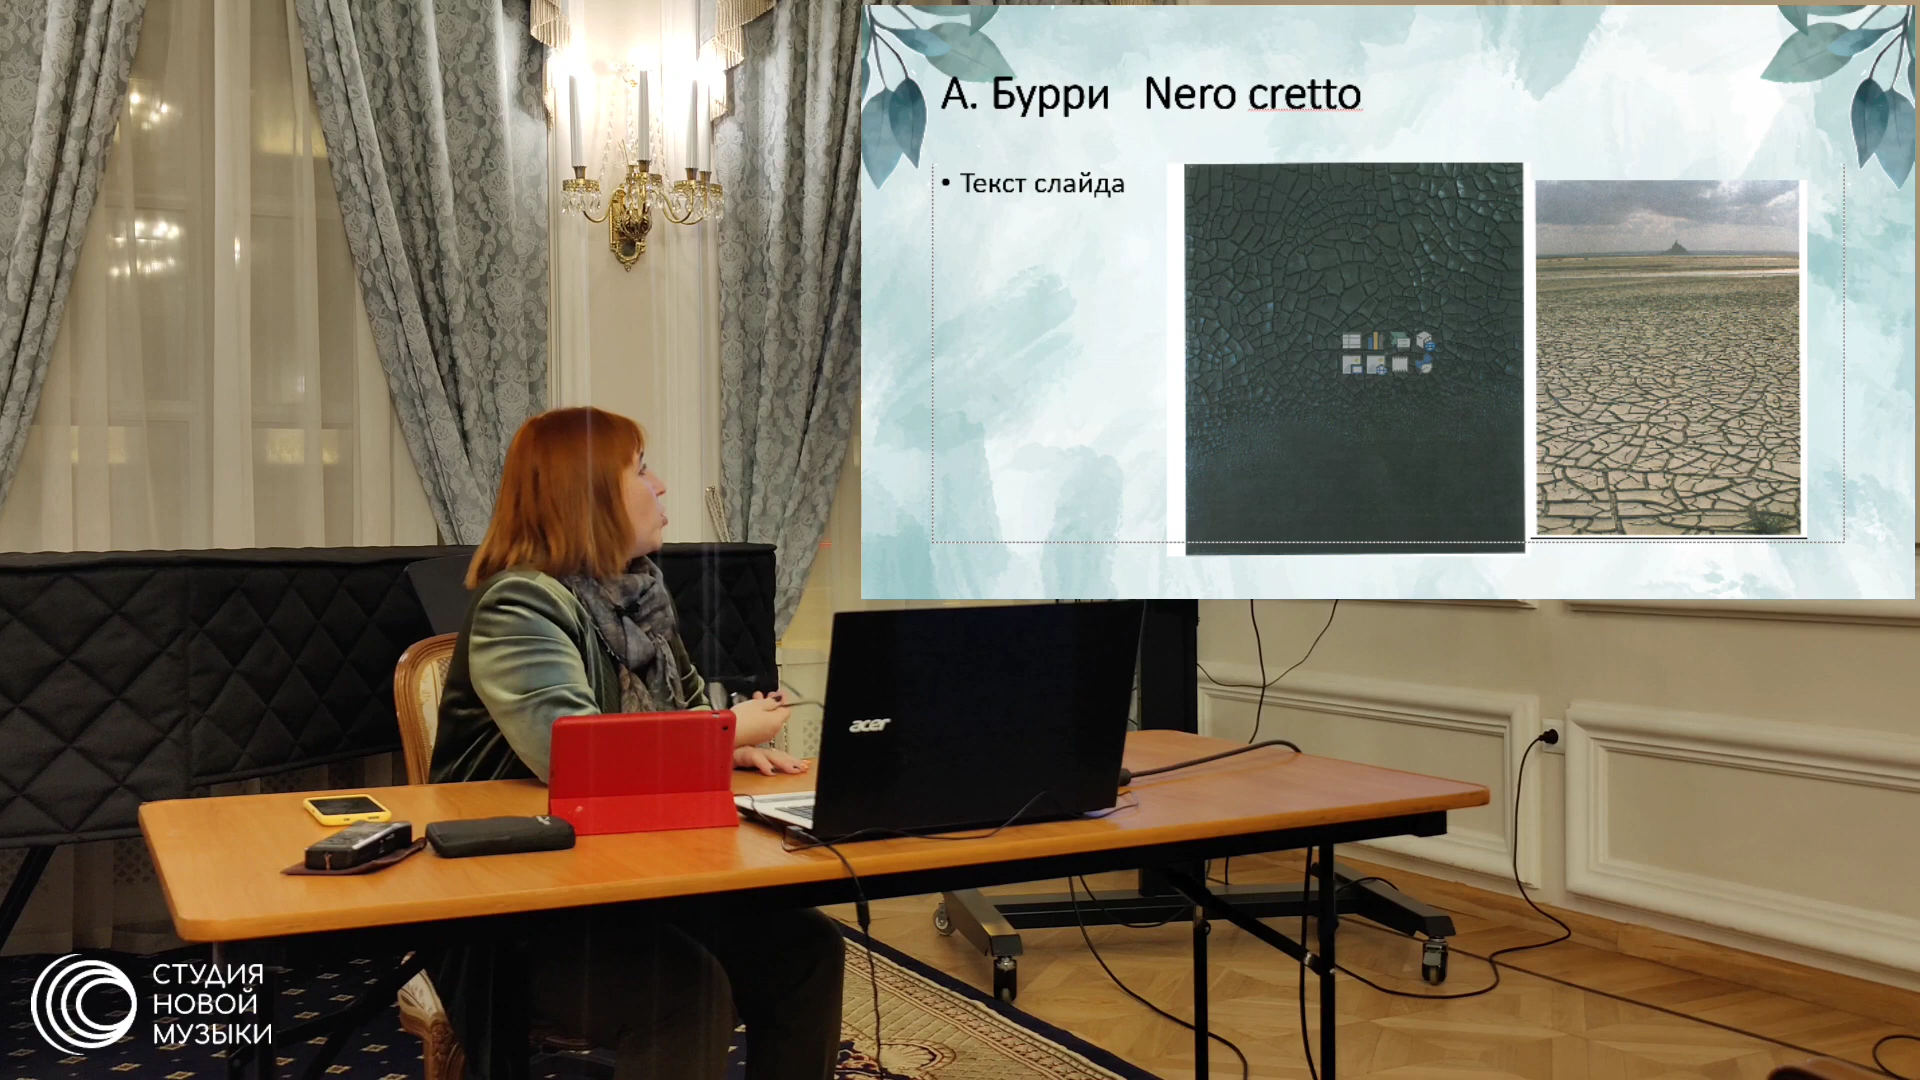 А. Бурри Nero cretto
• Текст слайда
acer
СТУДИЯ
НОВОЙ
МУЗЫКИ